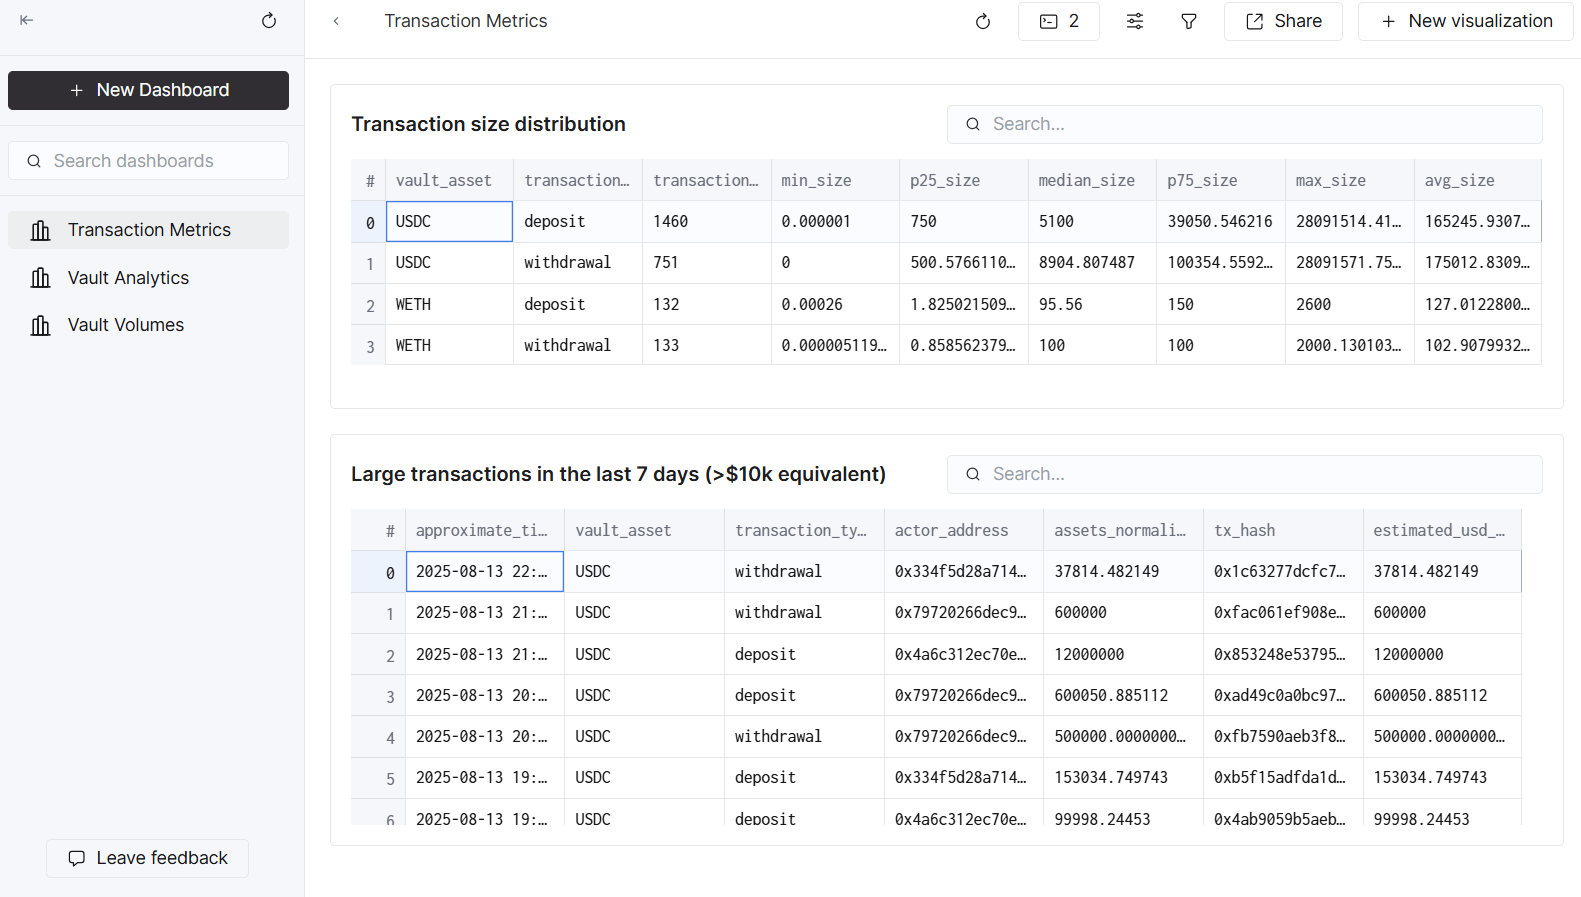 Transaction Metrics
2
Share
New visualization
New Dashboard
Search dashboards
Transaction Metrics
Vault Analytics
Vault Volumes
Leave feedback
Transaction size distribution
Search...
# vault_asset transaction… transaction… min_size p25_size median_size p75_size max_size avg_size
0 USDC deposit 1460 0.000001 750 5100 39050.546216 28091514.41… 165245.9307…
1 USDC withdrawal 751 0 500.5766110… 8904.807487 100354.5592… 28091571.75… 175012.8309…
2 WETH deposit 132 0.00026 1.825021509… 95.56 150 2600 127.0122800…
3 WETH withdrawal 133 0.000005119… 0.858562379… 100 100 2000.130103… 102.9079932…
Large transactions in the last 7 days (>$10k equivalent)
Search...
# approximate_ti… vault_asset transaction_ty… actor_address assets_normali… tx_hash estimated_usd_…
0 2025-08-13 22:… USDC withdrawal 0x334f5d28a714… 37814.482149 0x1c63277dcfc7… 37814.482149
1 2025-08-13 21:… USDC withdrawal 0x79720266dec9… 600000 0xfac061ef908e… 600000
2 2025-08-13 21:… USDC deposit 0x4a6c312ec70e… 12000000 0x853248e53795… 12000000
3 2025-08-13 20:… USDC deposit 0x79720266dec9… 600050.885112 0xad49c0a0bc97… 600050.885112
4 2025-08-13 20:… USDC withdrawal 0x79720266dec9… 500000.0000000… 0xfb7590aeb3f8… 500000.0000000…
5 2025-08-13 19:… USDC deposit 0x334f5d28a714… 153034.749743 0xb5f15adfda1d… 153034.749743
6 2025-08-13 19:… USDC deposit 0x4a6c312ec70e… 99998.24453 0x4ab9059b5aeb… 99998.24453